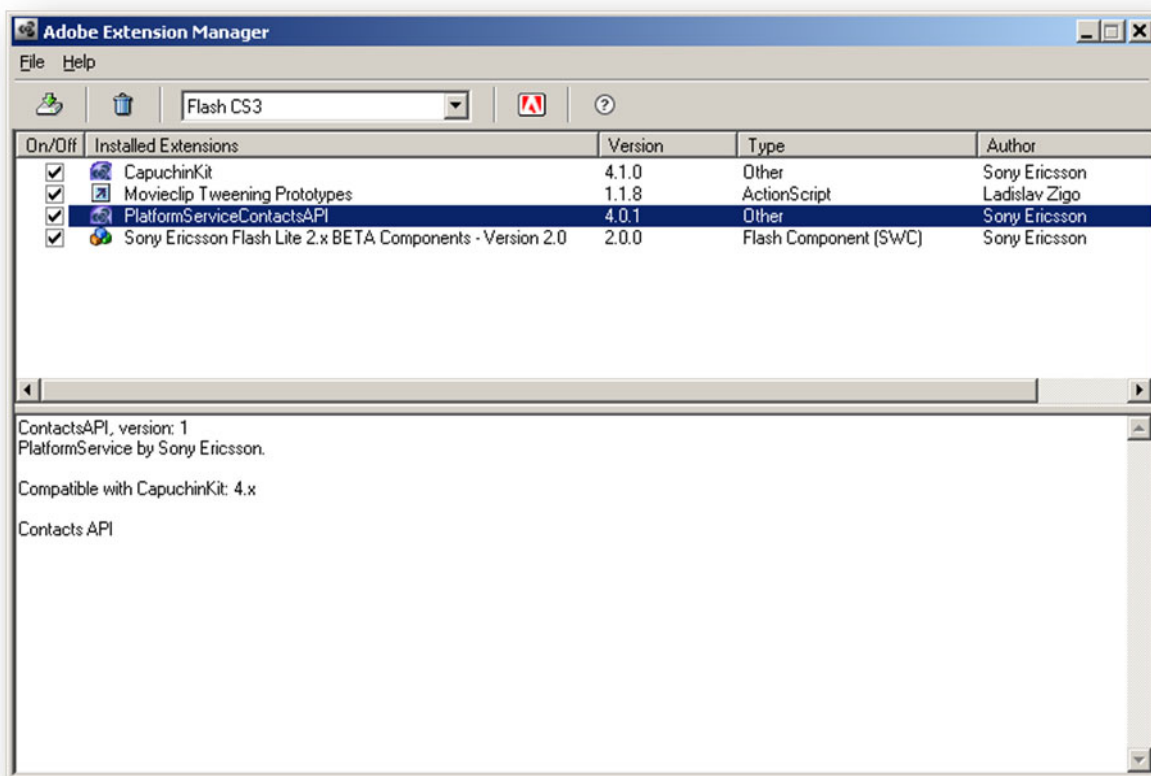 Adobe Extension Manager
File Help
Flash CS3
On/Off Installed Extensions Version Type Author
CapuchinKit 4.1.0 Other Sony Ericsson
Movieclip Tweening Prototypes 1.1.8 ActionScript Ladislav Zigo
PlatformServiceContactsAPI 4.0.1 Other Sony Ericsson
Sony Ericsson Flash Lite 2.x BETA Components - Version 2.0 2.0.0 Flash Component (SWC) Sony Ericsson
ContactsAPI, version: 1
PlatformService by Sony Ericsson.
Compatible with CapuchinKit: 4.x
Contacts API